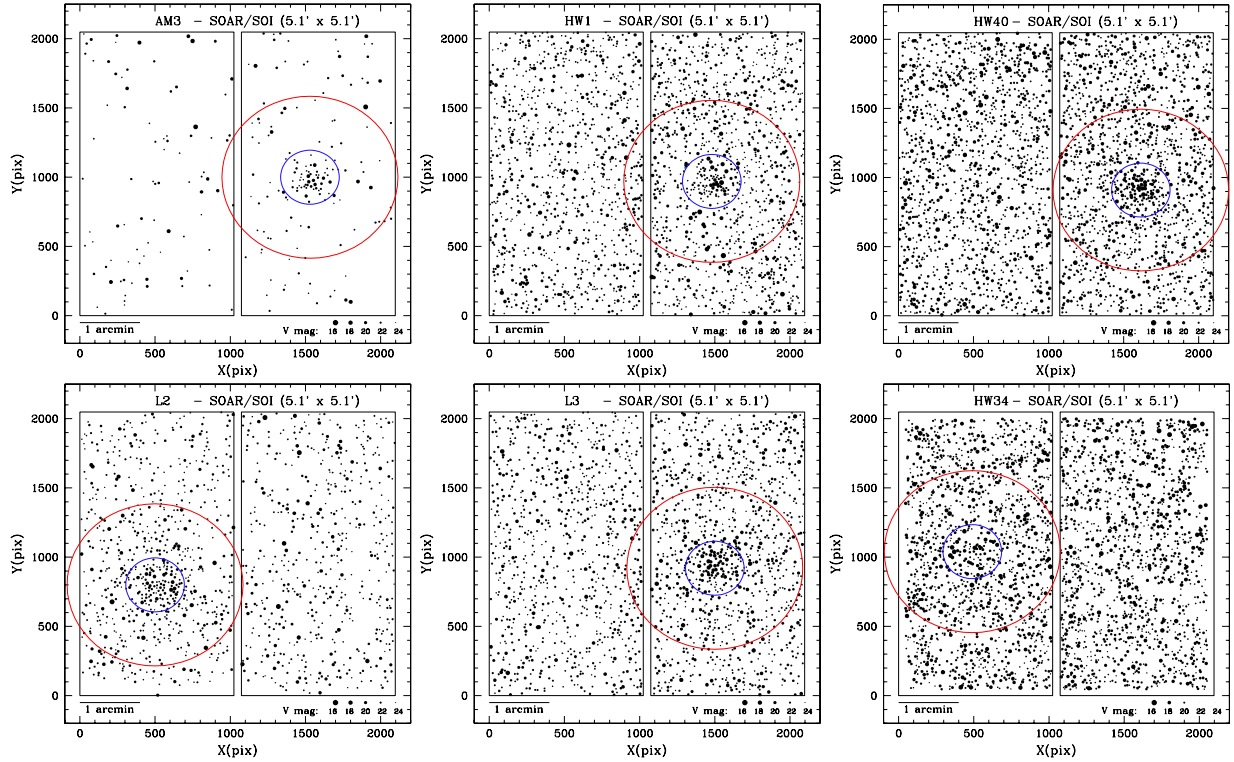 AM3 - SOAR/SOI (5.1' x 5.1')
2000
1500
1000
500
0
Y(pix)
1 arcmin
V mag:
16 18 20 22 24
0 500 1000 1500 2000
X(pix)
HW1 - SOAR/SOI (5.1' x 5.1')
2000
1500
1000
500
0
Y(pix)
1 arcmin
V mag:
16 18 20 22 24
0 500 1000 1500 2000
X(pix)
HW40 - SOAR/SOI (5.1' x 5.1')
2000
1500
1000
500
0
Y(pix)
1 arcmin
V mag:
16 18 20 22 24
0 500 1000 1500 2000
X(pix)
L2 - SOAR/SOI (5.1' x 5.1')
2000
1500
1000
500
0
Y(pix)
1 arcmin
V mag:
16 18 20 22 24
0 500 1000 1500 2000
X(pix)
L3 - SOAR/SOI (5.1' x 5.1')
2000
1500
1000
500
0
Y(pix)
1 arcmin
V mag:
16 18 20 22 24
0 500 1000 1500 2000
X(pix)
HW34 - SOAR/SOI (5.1' x 5.1')
2000
1500
1000
500
0
Y(pix)
1 arcmin
V mag:
16 18 20 22 24
0 500 1000 1500 2000
X(pix)